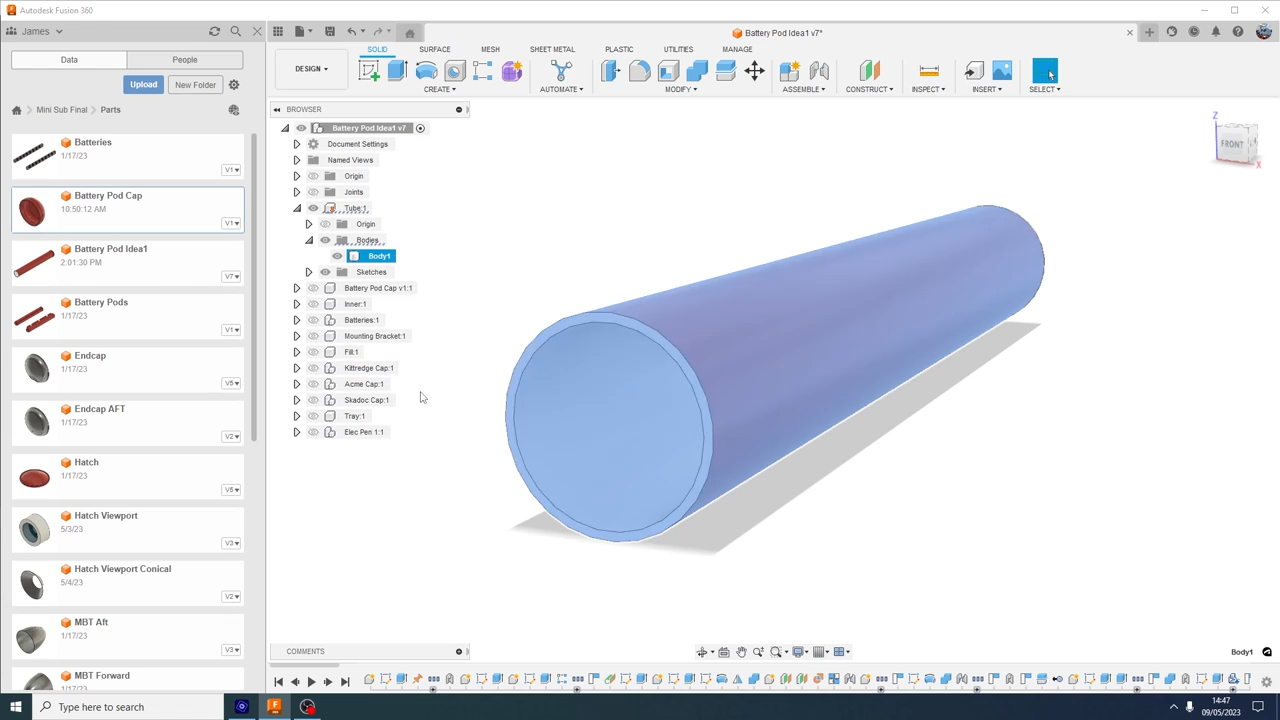 Autodesk Fusion 360
James
Battery Pod Idea1 v7*
Data
People
SOLID
SURFACE
MESH
SHEET METAL
PLASTIC
UTILITIES
MANAGE
DESIGN
Upload
New Folder
CREATE
AUTOMATE
MODIFY
ASSEMBLE
CONSTRUCT
INSPECT
INSERT
SELECT
Mini Sub Final
Parts
BROWSER
Battery Pod Idea1 v7
Document Settings
Named Views
Origin
Joints
Tube:1
Origin
Bodies
Body1
Sketches
Battery Pod Cap v1:1
Inner:1
Batteries:1
Mounting Bracket:1
Fill:1
Kittredge Cap:1
Acme Cap:1
Skadoc Cap:1
Tray:1
Elec Pen 1:1
Batteries
1/17/23
V1
Battery Pod Cap
10:50:12 AM
V1
Battery Pod Idea1
2:01:30 PM
V7
Battery Pods
1/17/23
V1
Endcap
1/17/23
V5
Endcap AFT
1/17/23
V2
Hatch
1/17/23
V6
Hatch Viewport
5/3/23
V3
Hatch Viewport Conical
5/4/23
V2
MBT Aft
1/17/23
V3
MBT Forward
1/17/23
Z
FRONT
X
COMMENTS
Body1
Type here to search
14:47
09/05/2023